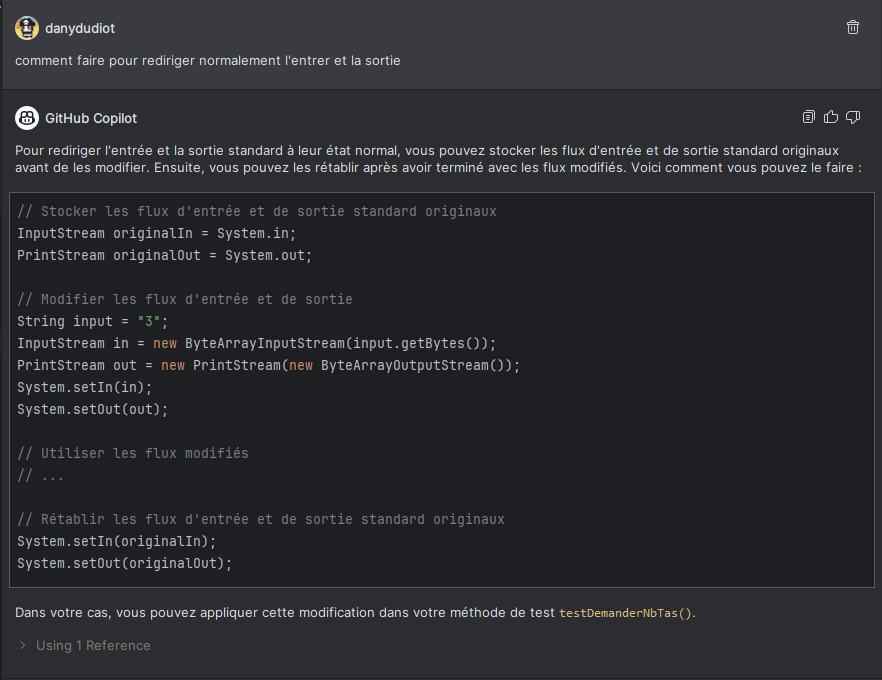 danydudiot
comment faire pour rediriger normalement l'entrer et la sortie
GitHub Copilot
Pour rediriger l'entrée et la sortie standard à leur état normal, vous pouvez stocker les flux d'entrée et de sortie standard originaux
avant de les modifier. Ensuite, vous pouvez les rétablir après avoir terminé avec les flux modifiés. Voici comment vous pouvez le faire :
// Stocker les flux d'entrée et de sortie standard originaux
InputStream originalIn = System.in;
PrintStream originalOut = System.out;
// Modifier les flux d'entrée et de sortie
String input = "3";
InputStream in = new ByteArrayInputStream(input.getBytes());
PrintStream out = new PrintStream(new ByteArrayOutputStream());
System.setIn(in);
System.setOut(out);
// Utiliser les flux modifiés
// ...
// Rétablir les flux d'entrée et de sortie standard originaux
System.setIn(originalIn);
System.setOut(originalOut);
Dans votre cas, vous pouvez appliquer cette modification dans votre méthode de test testDemanderNbTas().
Using 1 Reference